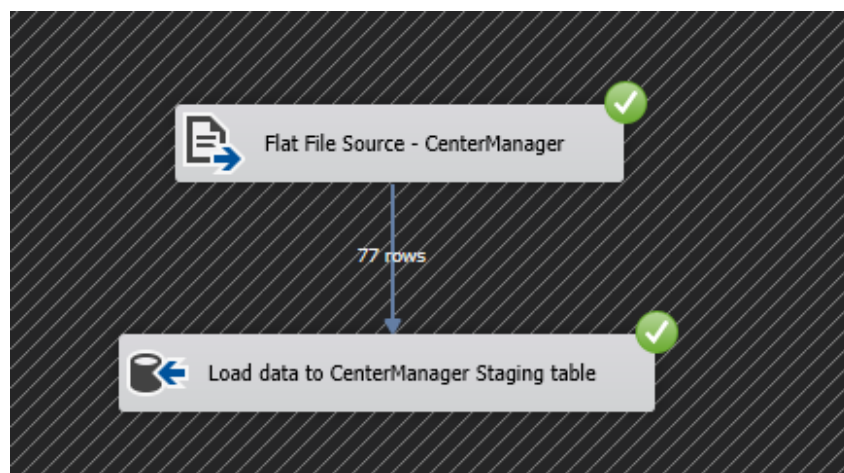 Flat File Source - CenterManager
77 rows
Load data to CenterManager Staging table